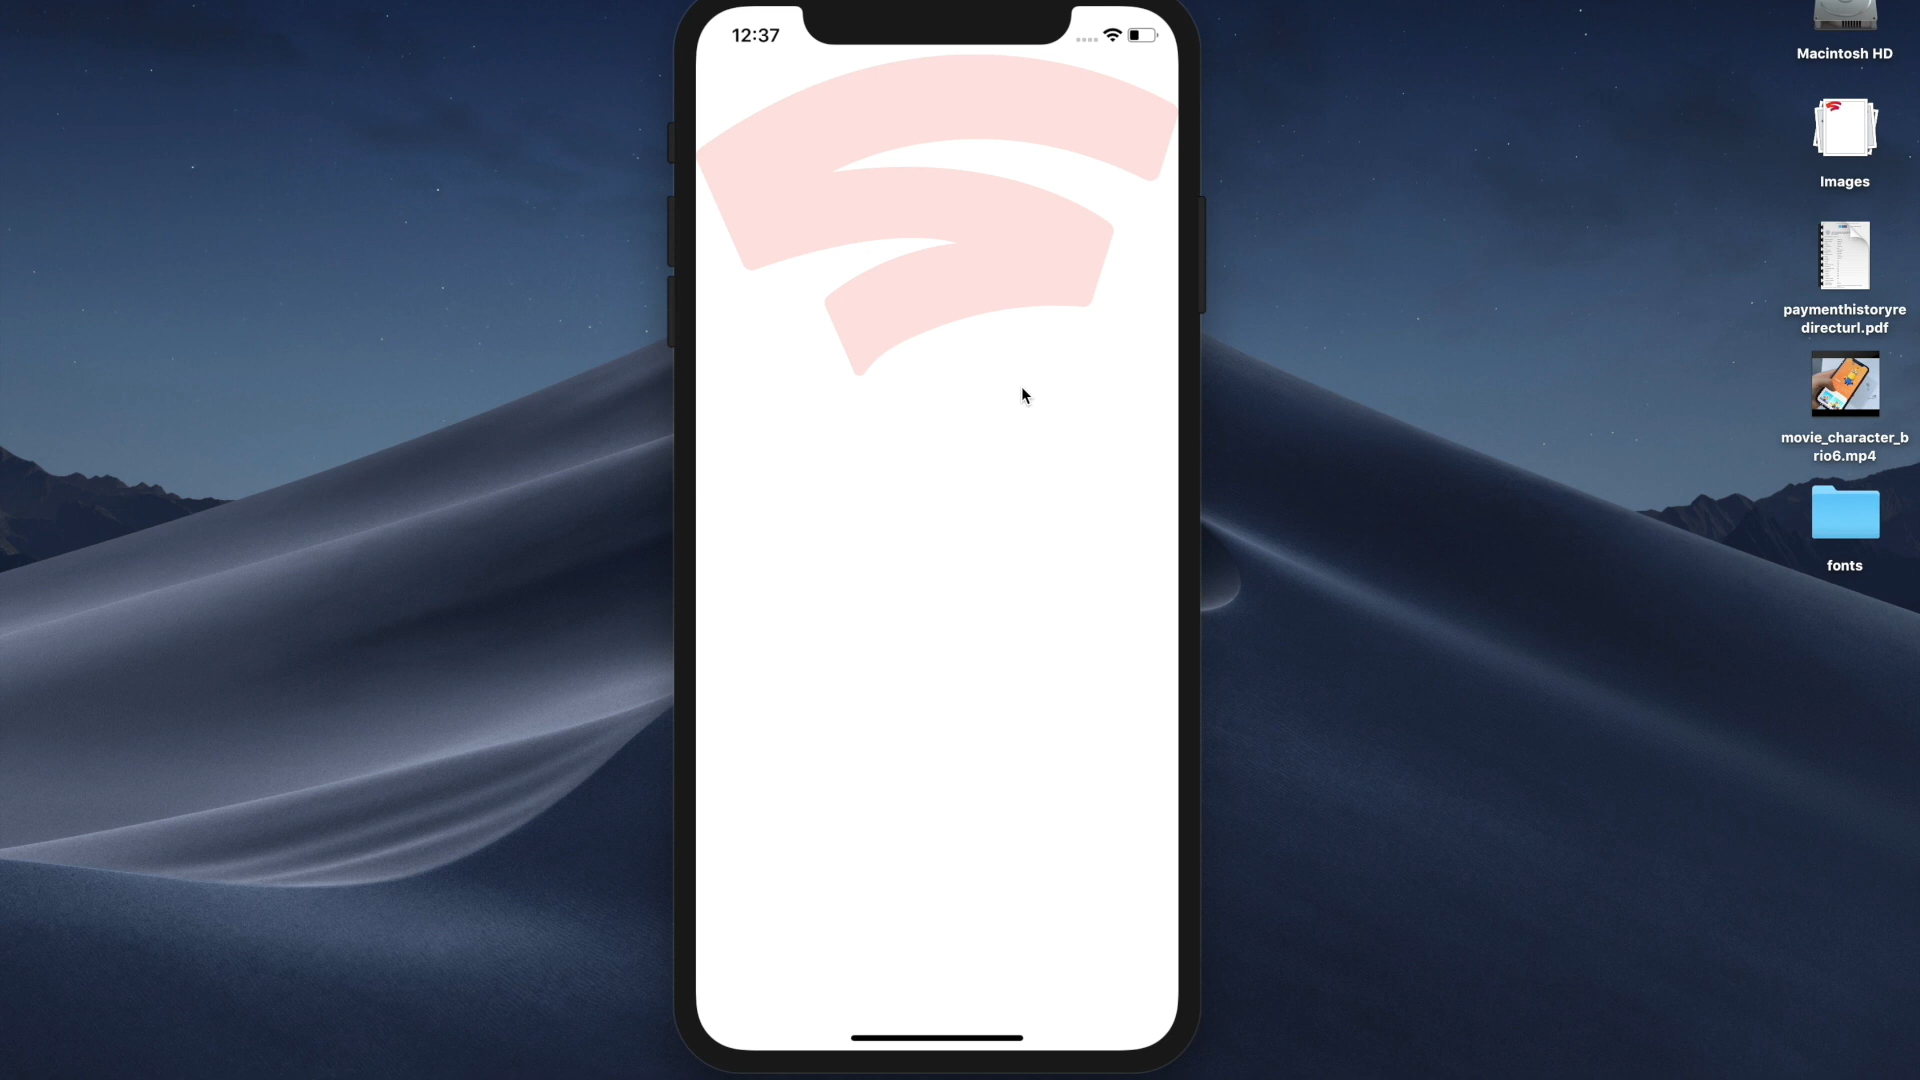 12:37
Macintosh HD
Images
paymenthistoryre
directurl.pdf
movie_character_b
rio6.mp4
fonts